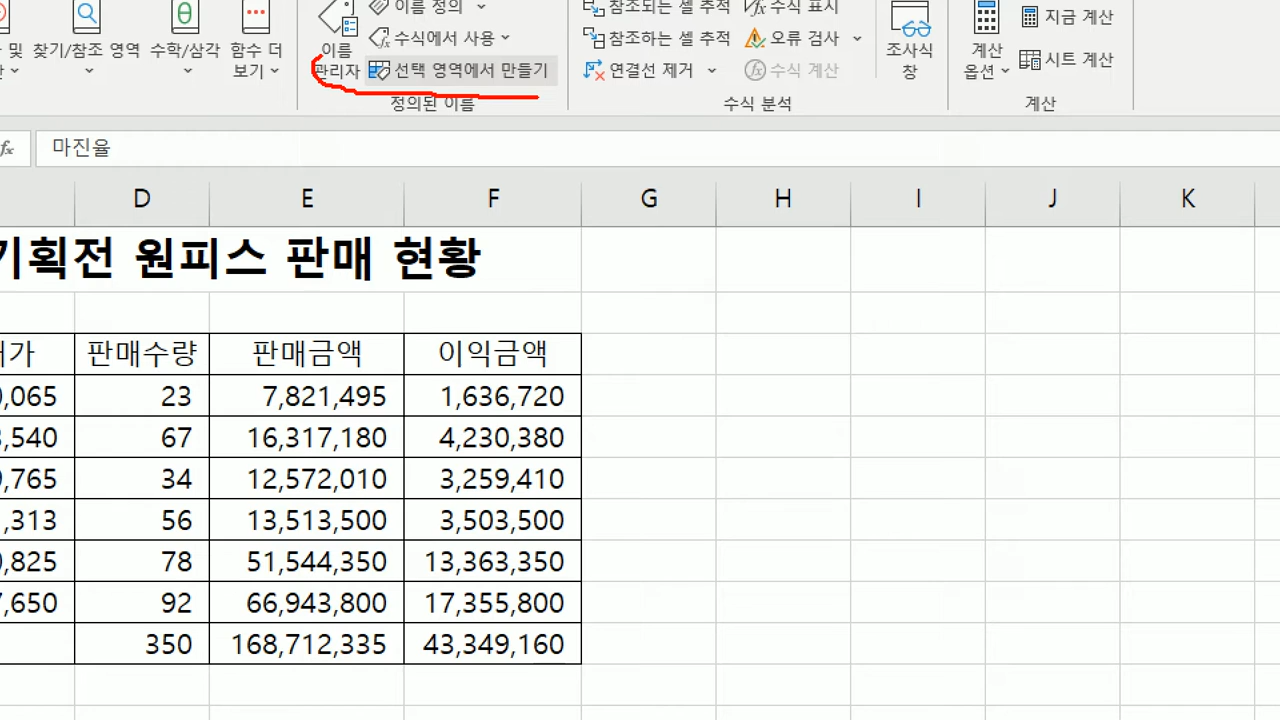 이름 정의
참조되는 셀 추적
수식 표시
및 찾기/참조 영역
수학/삼각
함수 더
보기
이름
관리자
수식에서 사용
선택 영역에서 만들기
정의된 이름
참조하는 셀 추적
오류 검사
연결선 제거
수식 계산
수식 분석
조사식
창
계산
옵션
지금 계산
시트 계산
계산
fx 마진율
D E F G H I J K
기획전 원피스 판매 현황
가 판매수량 판매금액 이익금액
,065 23 7,821,495 1,636,720
,540 67 16,317,180 4,230,380
,765 34 12,572,010 3,259,410
,313 56 13,513,500 3,503,500
,825 78 51,544,350 13,363,350
,650 92 66,943,800 17,355,800
350 168,712,335 43,349,160